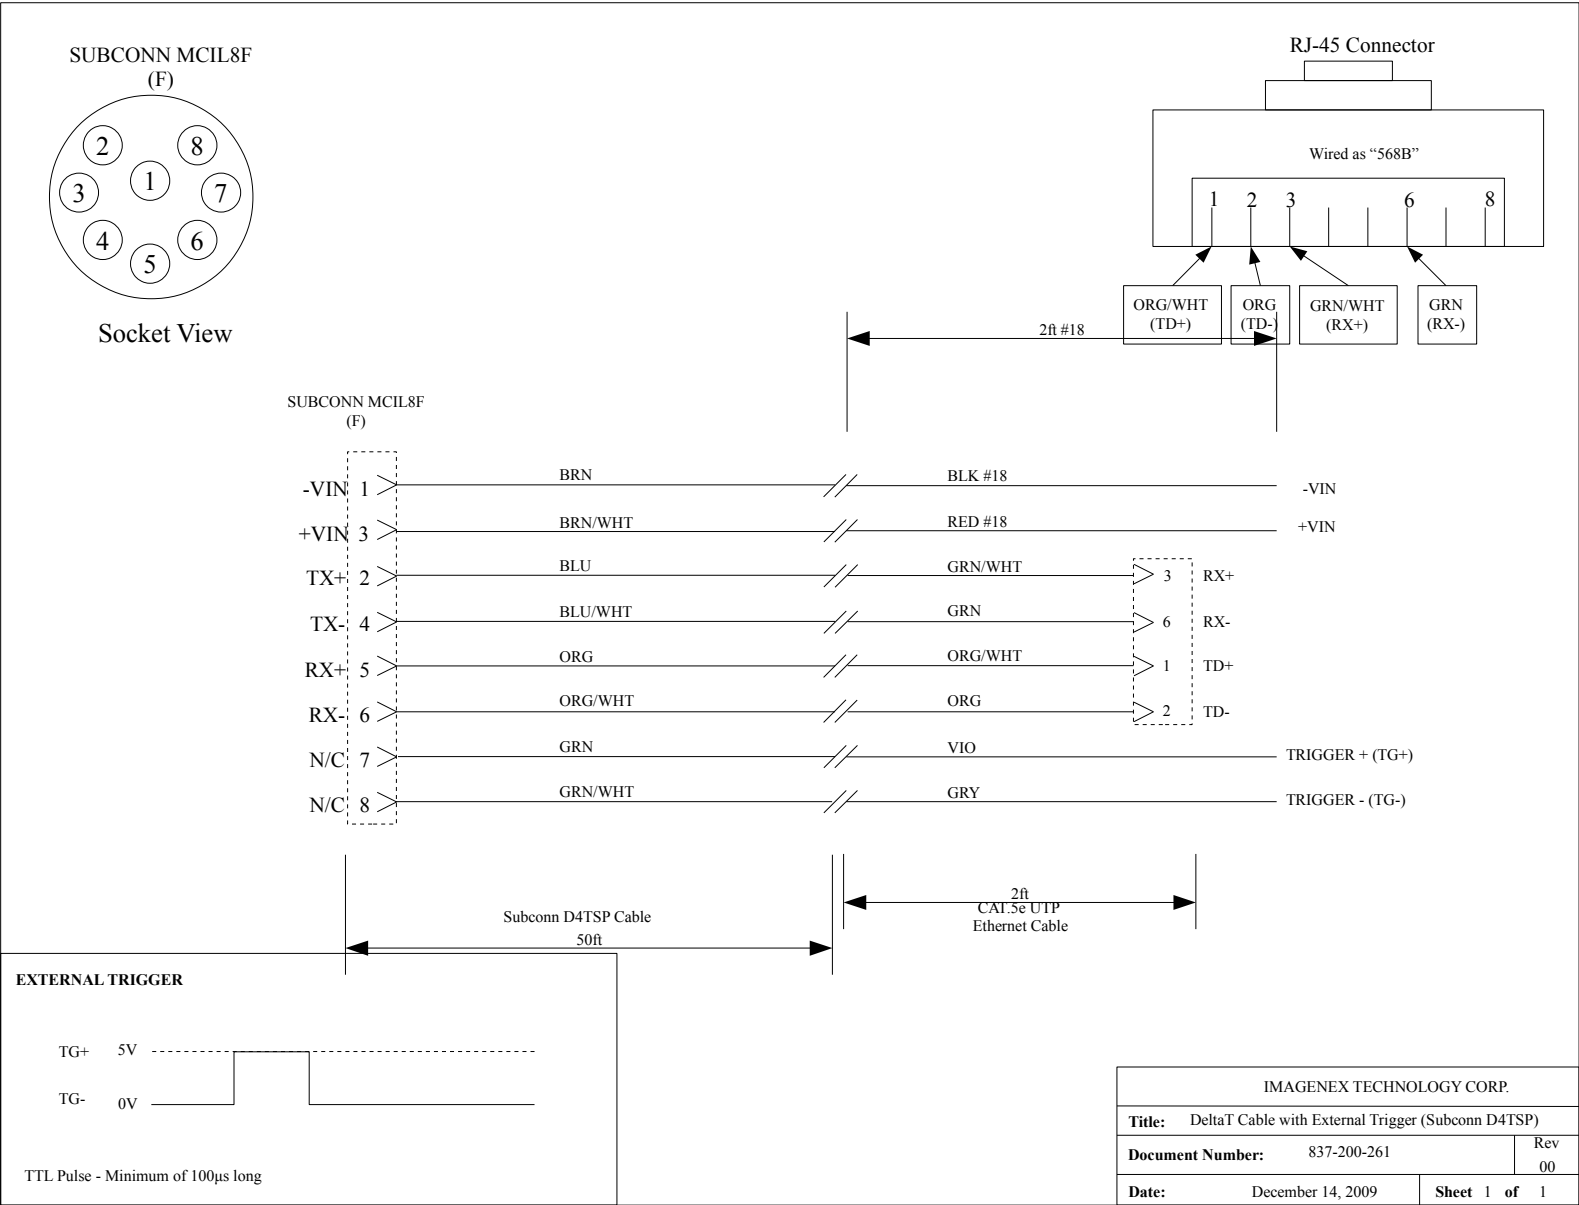 SUBCONN MCIL8F
(F)
2
8
1
3
7
4
6
5
Socket View
RJ-45 Connector
Wired as “568B”
1 2 3 6 8
ORG/WHT
(TD+)
ORG
(TD-)
GRN/WHT
(RX+)
GRN
(RX-)
2ft #18
SUBCONN MCIL8F
(F)
-VIN 1 BRN BLK #18 -VIN
+VIN 3 BRN/WHT RED #18 +VIN
TX+ 2 BLU GRN/WHT 3 RX+
TX- 4 BLU/WHT GRN 6 RX-
RX+ 5 ORG ORG/WHT 1 TD+
RX- 6 ORG/WHT ORG 2 TD-
N/C 7 GRN VIO TRIGGER + (TG+)
N/C 8 GRN/WHT GRY TRIGGER - (TG-)
Subconn D4TSP Cable
50ft
2ft
CAT.5e UTP
Ethernet Cable
EXTERNAL TRIGGER
TG+ 5V
TG- 0V
TTL Pulse - Minimum of 100µs long
IMAGENEX TECHNOLOGY CORP.
Title: DeltaT Cable with External Trigger (Subconn D4TSP)
Document Number: 837-200-261
Rev
00
Date: December 14, 2009
Sheet 1 of 1